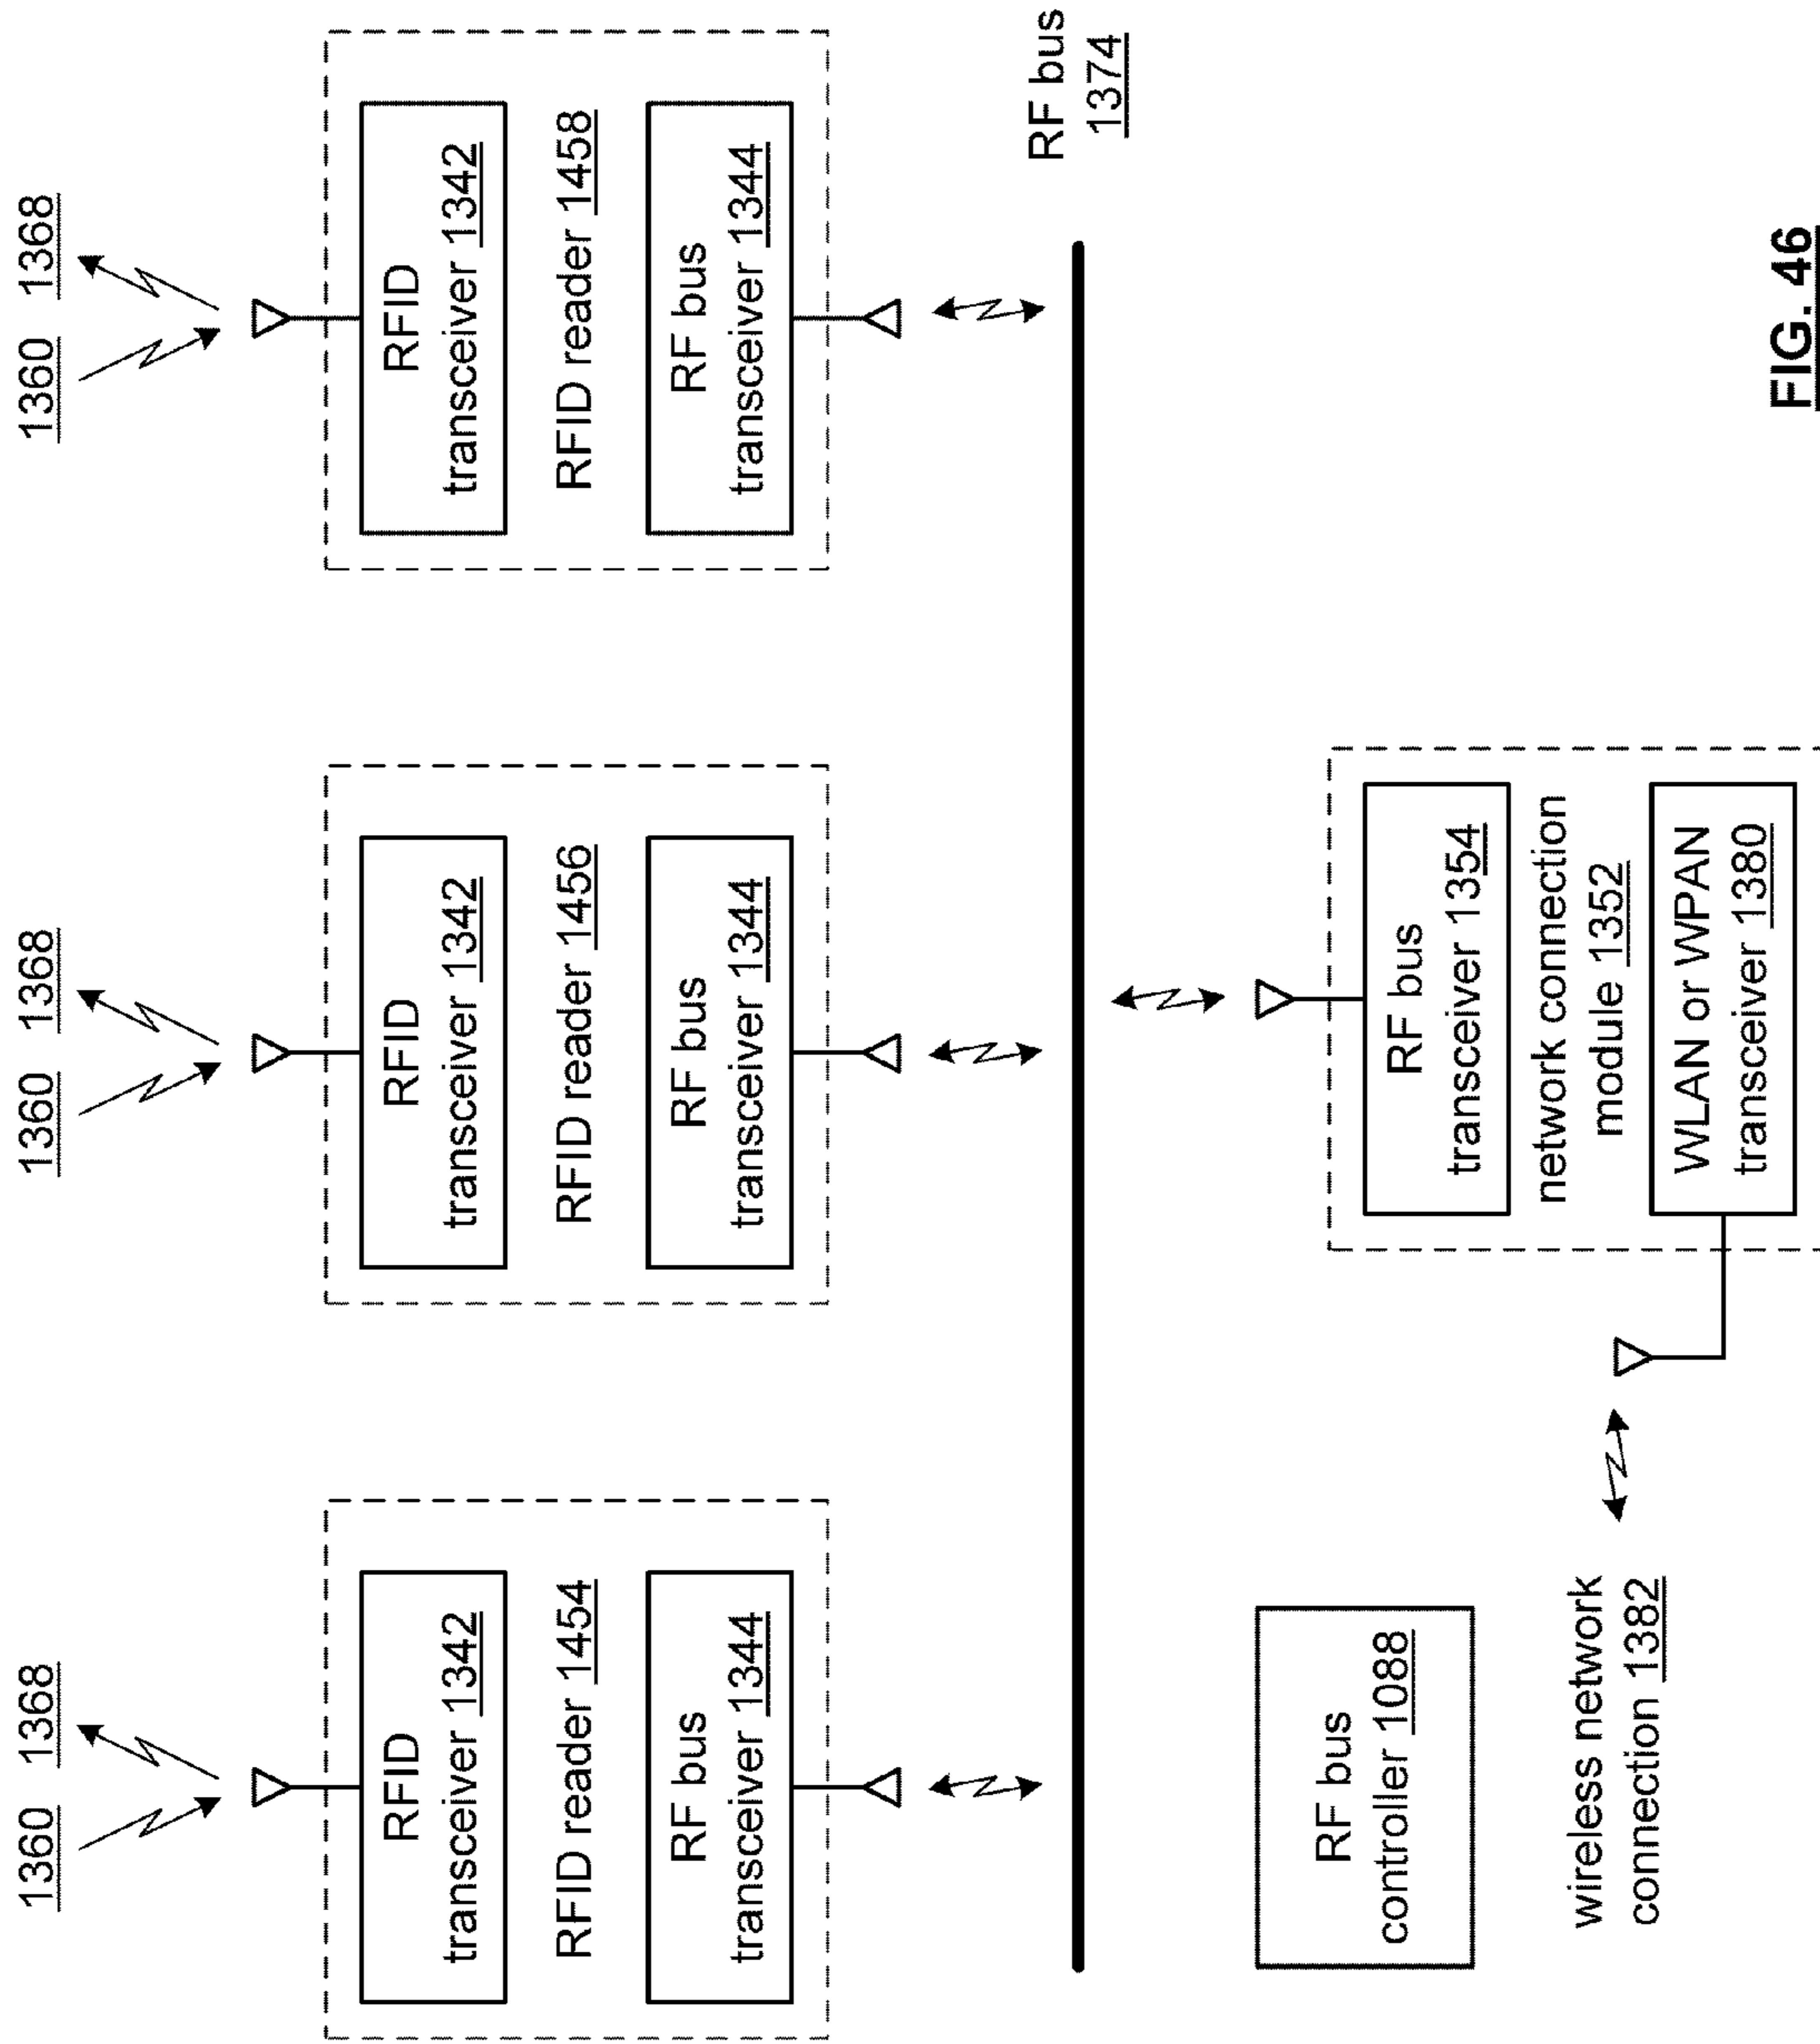 1360 1368
1360 1368
1360 1368
RFID
transceiver 1342
RFID reader 1454
RF bus
transceiver 1344
RFID
transceiver 1342
RFID reader 1456
RF bus
transceiver 1344
RFID
transceiver 1342
RFID reader 1458
RF bus
transceiver 1344
RF bus
1374
RF bus
controller 1088
wireless network
connection 1382
RF bus
transceiver 1354
network connection
module 1352
WLAN or WPAN
transceiver 1380
FIG. 46